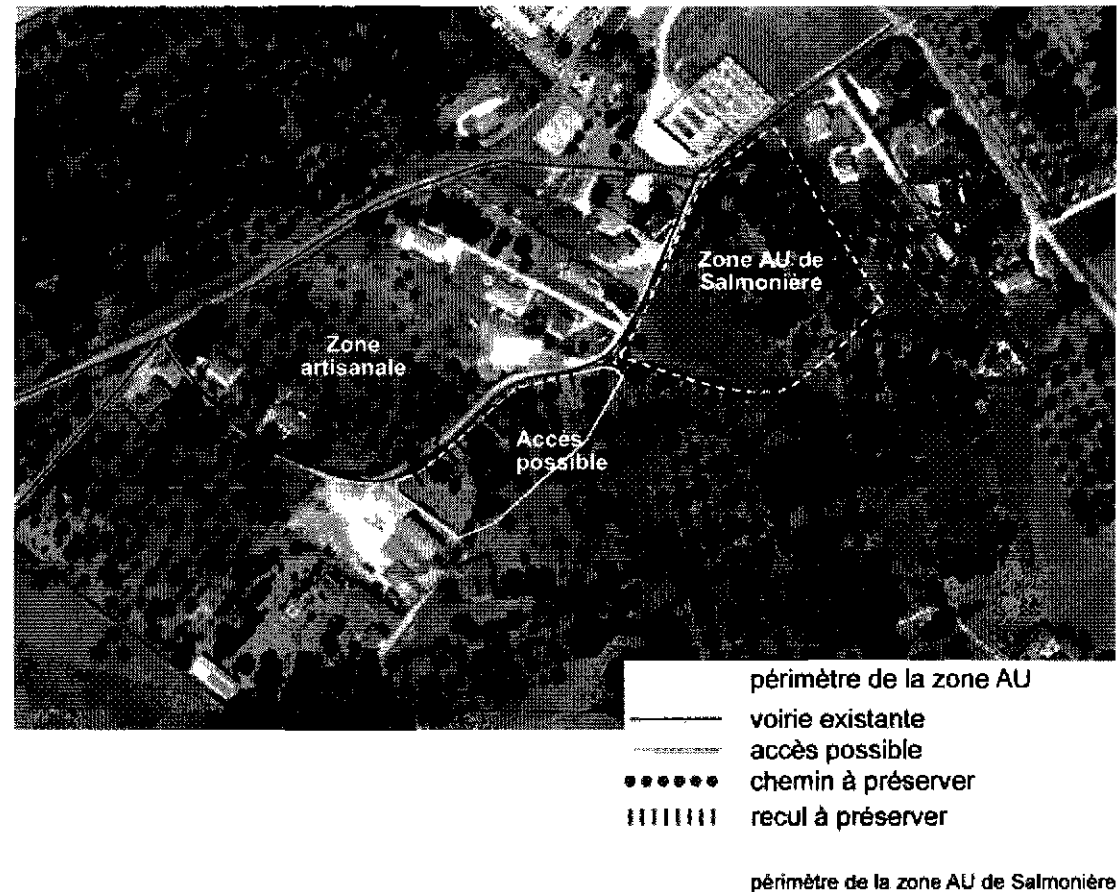 Zone AU de
Salmonière
Zone
artisanale
Accès
possible
périmètre de la zone AU
voirie existante
accès possible
chemin à préserver
recul à préserver
périmètre de la zone AU de Salmonière